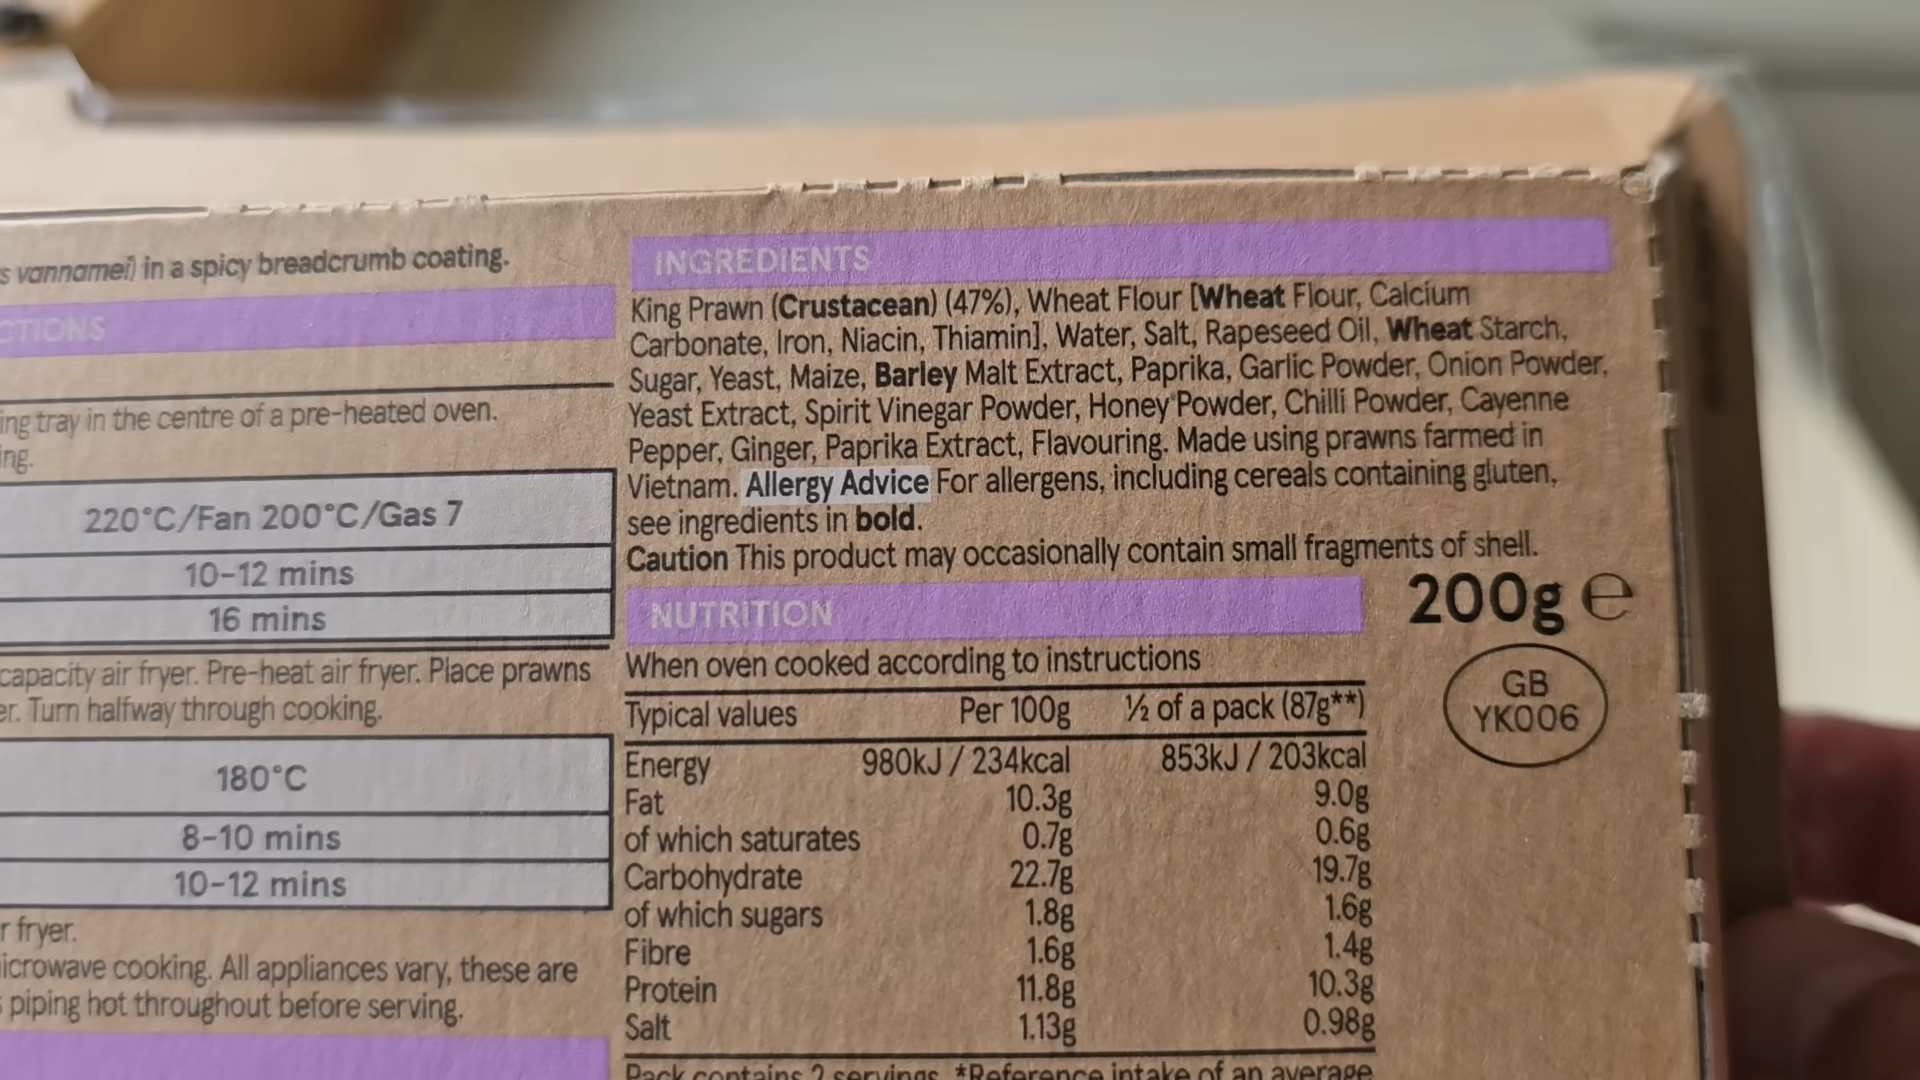 s vannamei) in a spicy breadcrumb coating.
CTIONS
ing tray in the centre of a pre-heated oven.
ing.
220°C/Fan 200°C/Gas 7
10-12 mins
16 mins
capacity air fryer. Pre-heat air fryer. Place prawns
er. Turn halfway through cooking.
180°C
8-10 mins
10-12 mins
r fryer.
icrowave cooking. All appliances vary, these are
piping hot throughout before serving.
INGREDIENTS
King Prawn (Crustacean) (47%), Wheat Flour [Wheat Flour, Calcium
Carbonate, Iron, Niacin, Thiamin], Water, Salt, Rapeseed Oil, Wheat Starch,
Sugar, Yeast, Maize, Barley Malt Extract, Paprika, Garlic Powder, Onion Powder,
Yeast Extract, Spirit Vinegar Powder, Honey Powder, Chilli Powder, Cayenne
Pepper, Ginger, Paprika Extract, Flavouring. Made using prawns farmed in
Vietnam. Allergy Advice For allergens, including cereals containing gluten,
see ingredients in bold.
Caution This product may occasionally contain small fragments of shell.
NUTRITION
200g e
GB
YK006
When oven cooked according to instructions
Typical values Per 100g ½ of a pack (87g**)
Energy 980kJ / 234kcal 853kJ / 203kcal
Fat 10.3g 9.0g
of which saturates 0.7g 0.6g
Carbohydrate 22.7g 19.7g
of which sugars 1.8g 1.6g
Fibre 1.6g 1.4g
Protein 11.8g 10.3g
Salt 1.13g 0.98g
Pack contains 2 servings. *Reference intake of an average